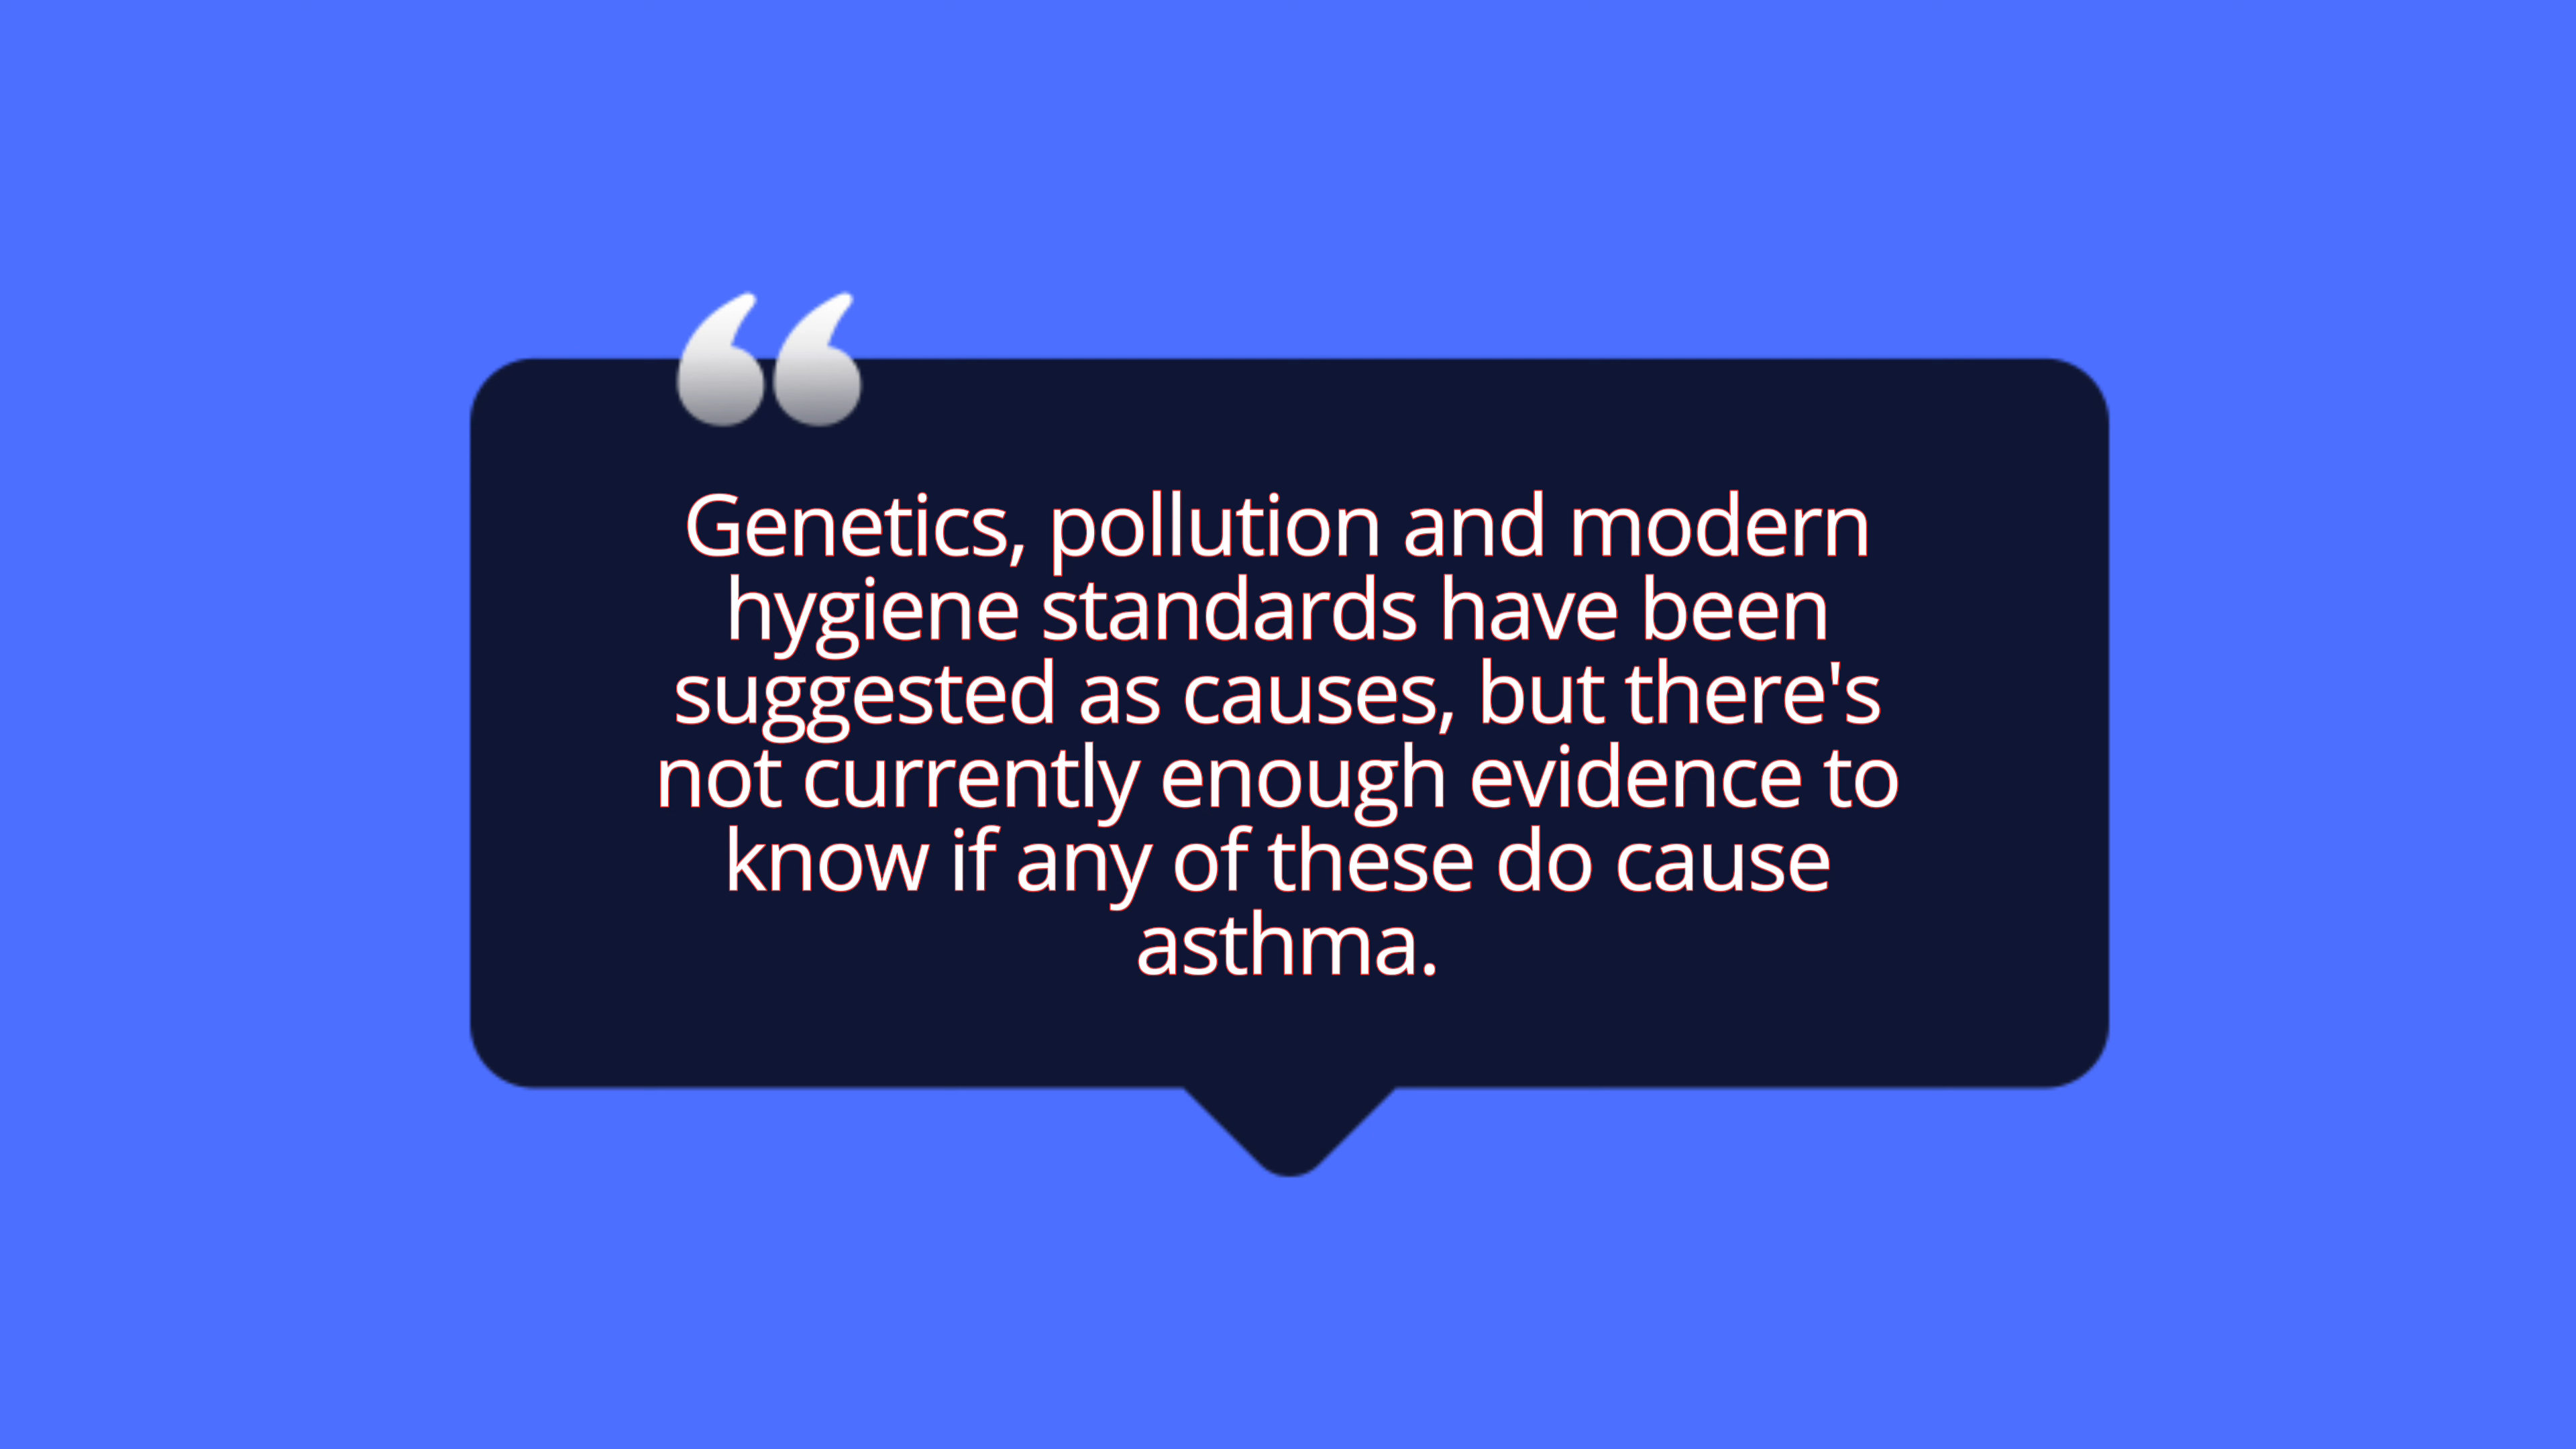 Genetics, pollution and modern
hygiene standards have been
suggested as causes, but there's
not currently enough evidence to
know if any of these do cause
asthma.